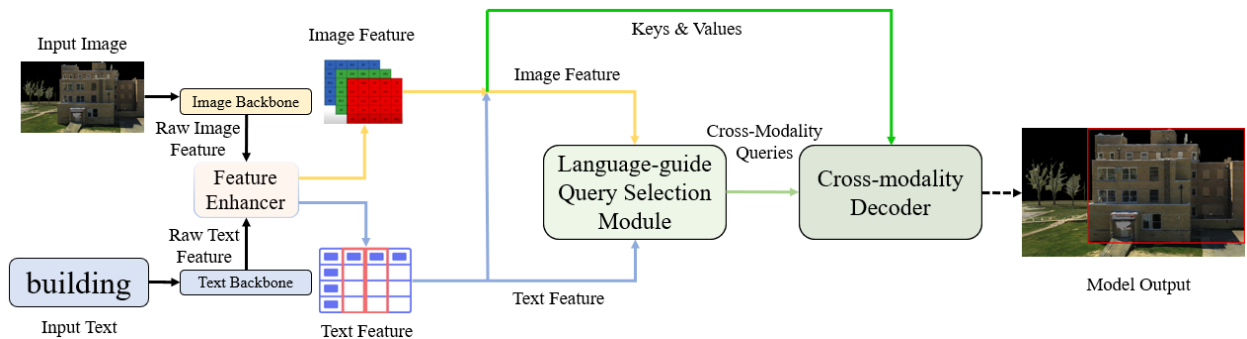 Input Image
Image Backbone
Raw Image
Feature
Feature
Enhancer
Raw Text
Feature
building
Text Backbone
Input Text
Image Feature
Text Feature
Image Feature
Text Feature
Keys & Values
Language-guide
Query Selection
Module
Cross-Modality
Queries
Cross-modality
Decoder
Model Output